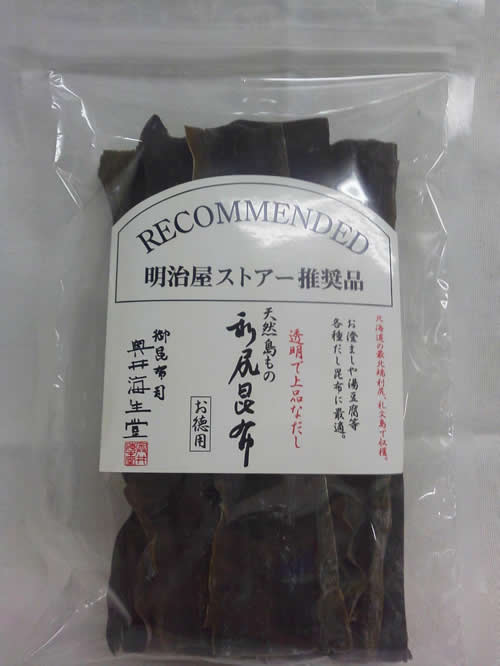 RECOMMENDED
明治屋ストアー推奨品
北海道の最北端利尻、礼文島で収穫。
お澄ましや湯豆腐等
各種だし昆布に最適。
透明で上品なだし
天然島もの
利尻昆布
お徳用
御昆布司
奥井海生堂